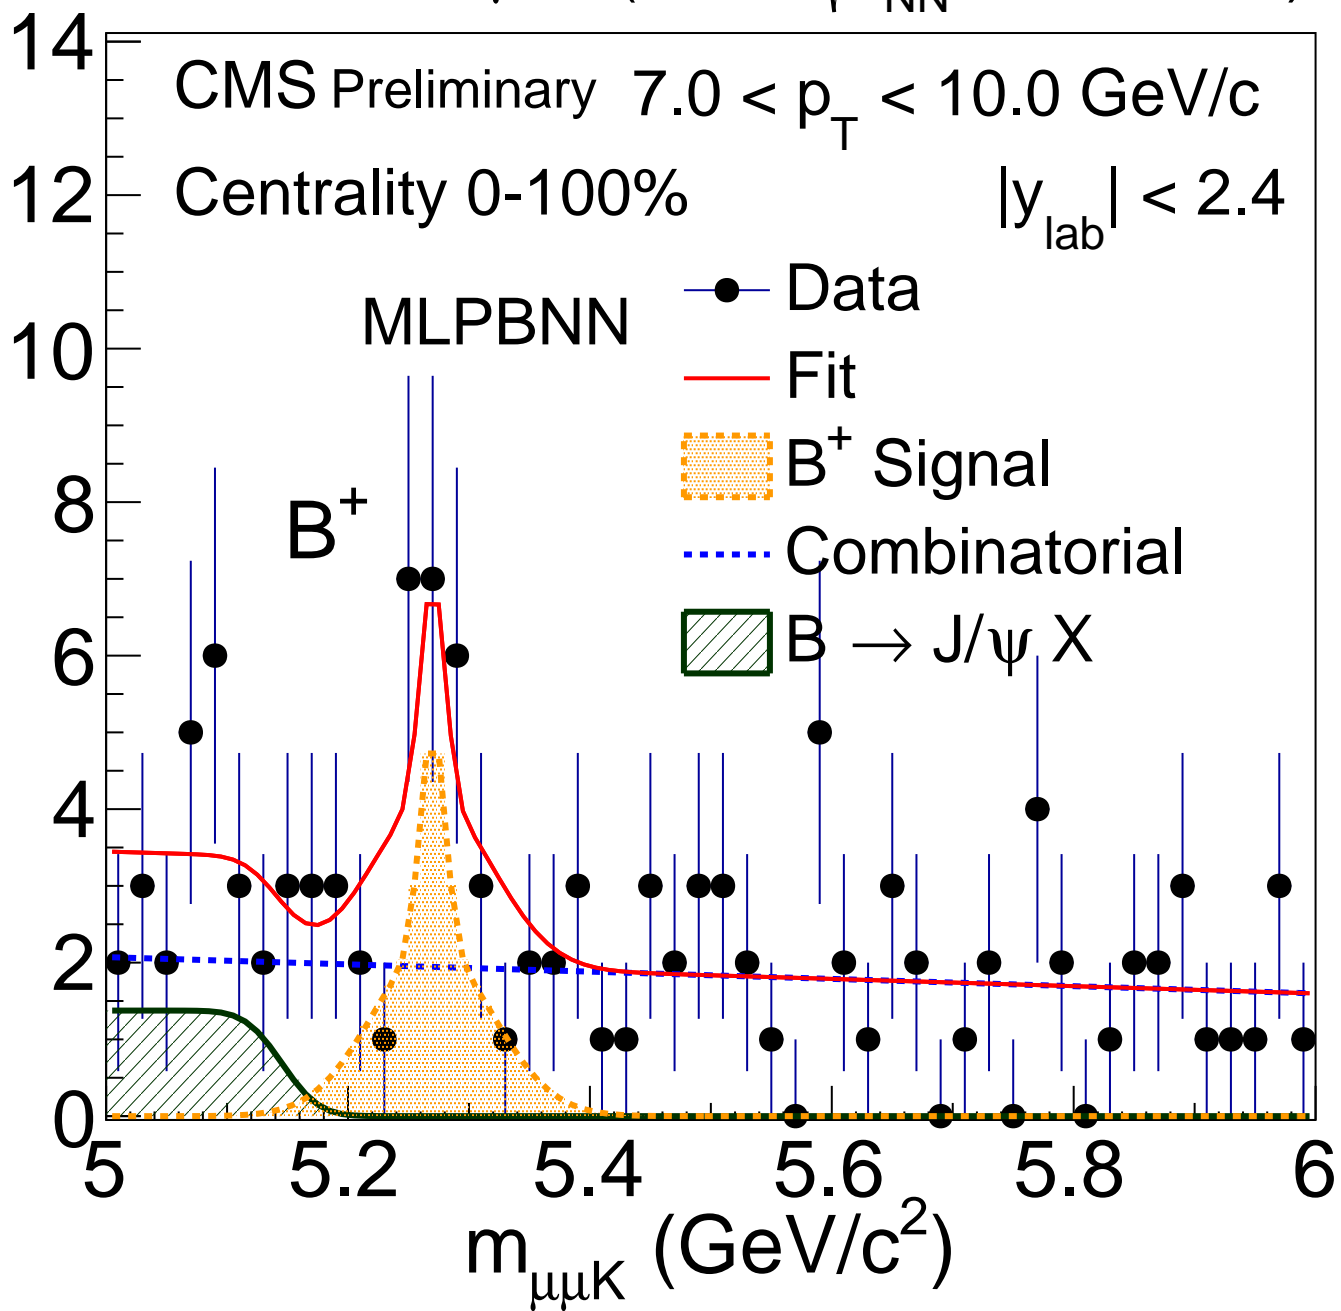 NN
14
CMS Preliminary 7.0 < p_T < 10.0 GeV/c
12
Centrality 0-100% |y_lab| < 2.4
Data
10
MLPBNN
Fit
8
B⁺
B⁺ Signal
Combinatorial
6
B → J/ψ X
4
2
0
5 5.2 5.4 5.6 5.8 6
m_μμK (GeV/c²)